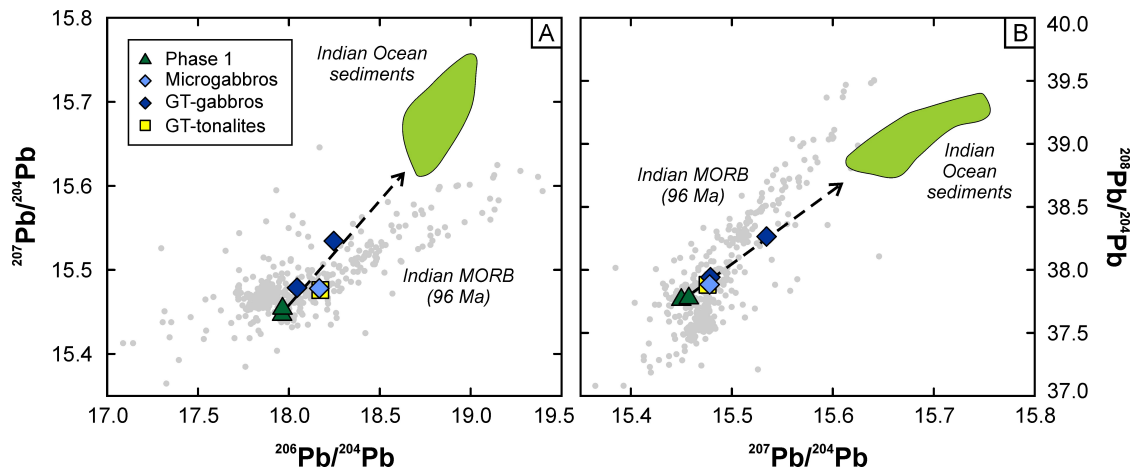 15.8
15.7
15.6
15.5
15.4
²⁰⁷Pb/²⁰⁴Pb
A
Phase 1
Microgabbros
GT-gabbros
GT-tonalites
Indian Ocean
sediments
Indian MORB
(96 Ma)
17.0 17.5 18.0 18.5 19.0 19.5
²⁰⁶Pb/²⁰⁴Pb
B
Indian MORB
(96 Ma)
Indian
Ocean
sediments
40.0
39.5
39.0
38.5
38.0
37.5
37.0
²⁰⁸Pb/²⁰⁴Pb
15.4 15.5 15.6 15.7 15.8
²⁰⁷Pb/²⁰⁴Pb